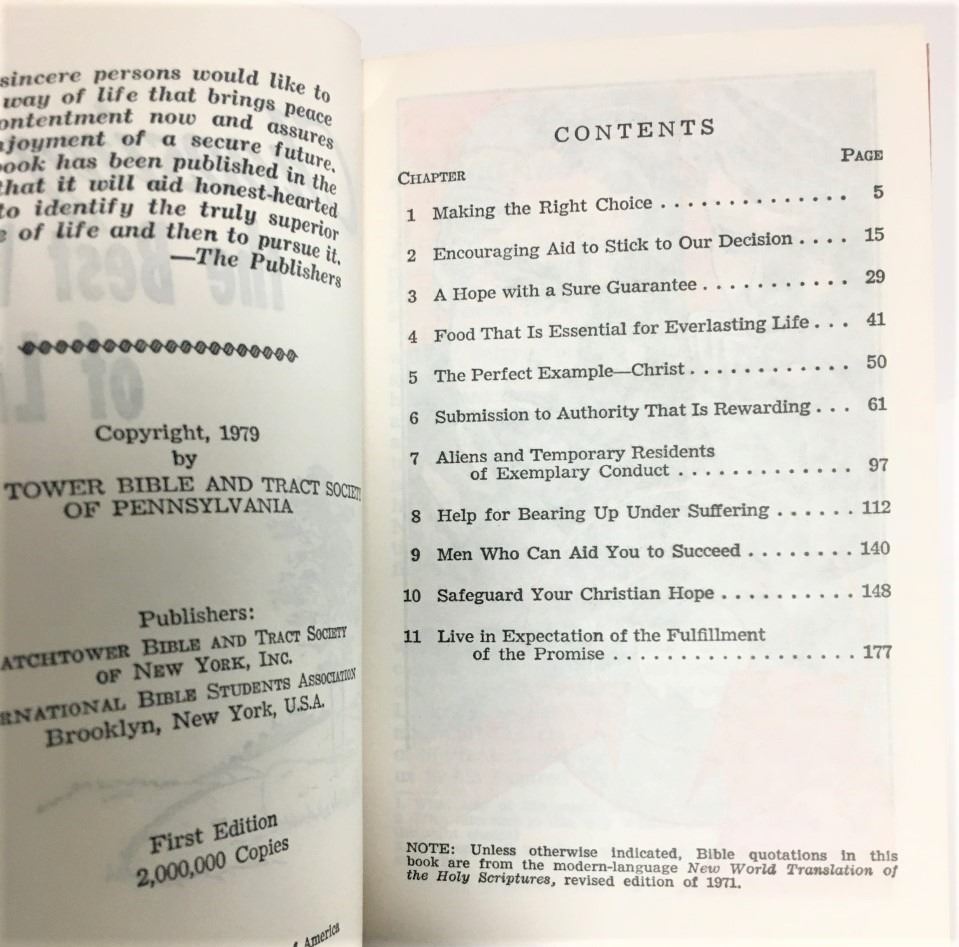 sincere persons would like to
way of life that brings peace
ontentment now and assures
njoyment of a secure future.
book has been published in the
that it will aid honest-hearted
to identify the truly superior
of life and then to pursue it.
—The Publishers
Copyright, 1979
by
TOWER BIBLE AND TRACT SOCIETY
OF PENNSYLVANIA
Publishers:
ATCHTOWER BIBLE AND TRACT SOCIETY
OF NEW YORK, INC.
ERNATIONAL BIBLE STUDENTS ASSOCIATION
Brooklyn, New York, U.S.A.
First Edition
2,000,000 Copies
America
CONTENTS
CHAPTER PAGE
1 Making the Right Choice . . . . . . . . . . . . . . 5
2 Encouraging Aid to Stick to Our Decision . . . . 15
3 A Hope with a Sure Guarantee . . . . . . . . . . . 29
4 Food That Is Essential for Everlasting Life . . . 41
5 The Perfect Example—Christ . . . . . . . . . . . . 50
6 Submission to Authority That Is Rewarding . . . 61
7 Aliens and Temporary Residents
of Exemplary Conduct . . . . . . . . . . . . . 97
8 Help for Bearing Up Under Suffering . . . . . . 112
9 Men Who Can Aid You to Succeed . . . . . . . . 140
10 Safeguard Your Christian Hope . . . . . . . . . . 148
11 Live in Expectation of the Fulfillment
of the Promise . . . . . . . . . . . . . . . . . . 177
NOTE: Unless otherwise indicated, Bible quotations in this
book are from the modern-language New World Translation of
the Holy Scriptures, revised edition of 1971.